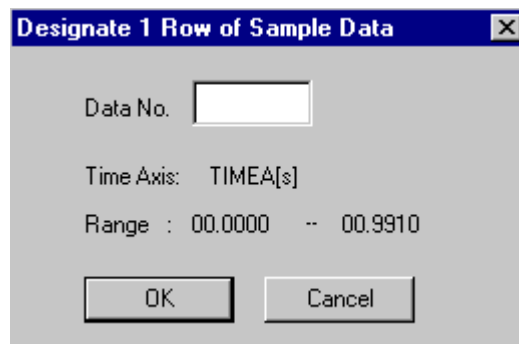 Designate 1 Row of Sample Data
Data No.
Time Axis: TIMEA[s]
Range : 00.0000 -- 00.9910
OK Cancel